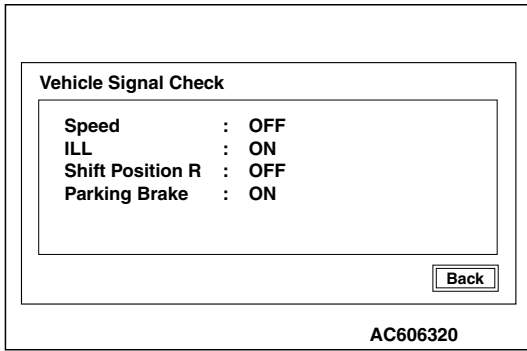 Vehicle Signal Check
Speed : OFF
ILL : ON
Shift Position R : OFF
Parking Brake : ON
Back
AC606320